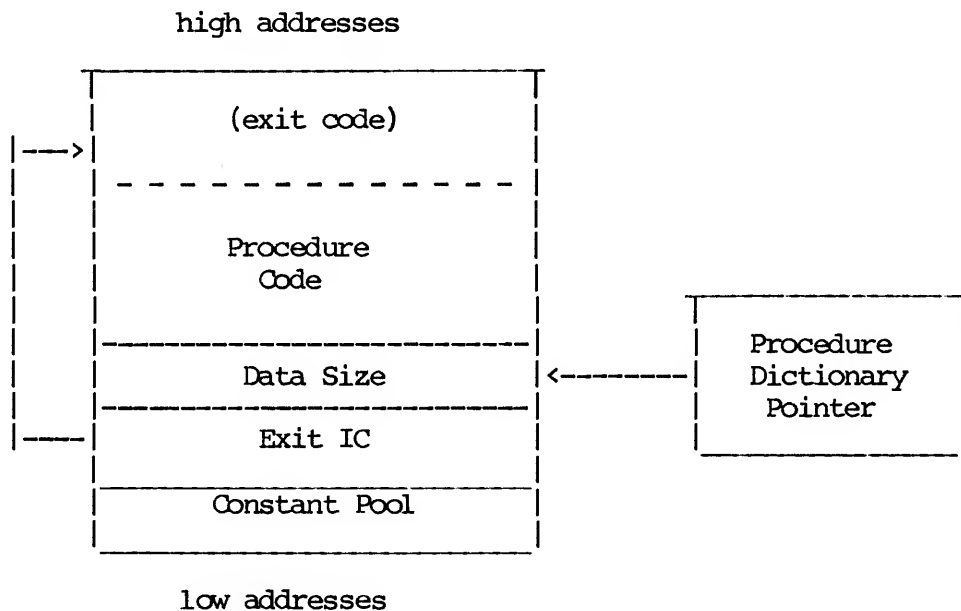 high addresses
(exit code)
Procedure
Code
Data Size
Exit IC
Constant Pool
low addresses
Procedure
Dictionary
Pointer